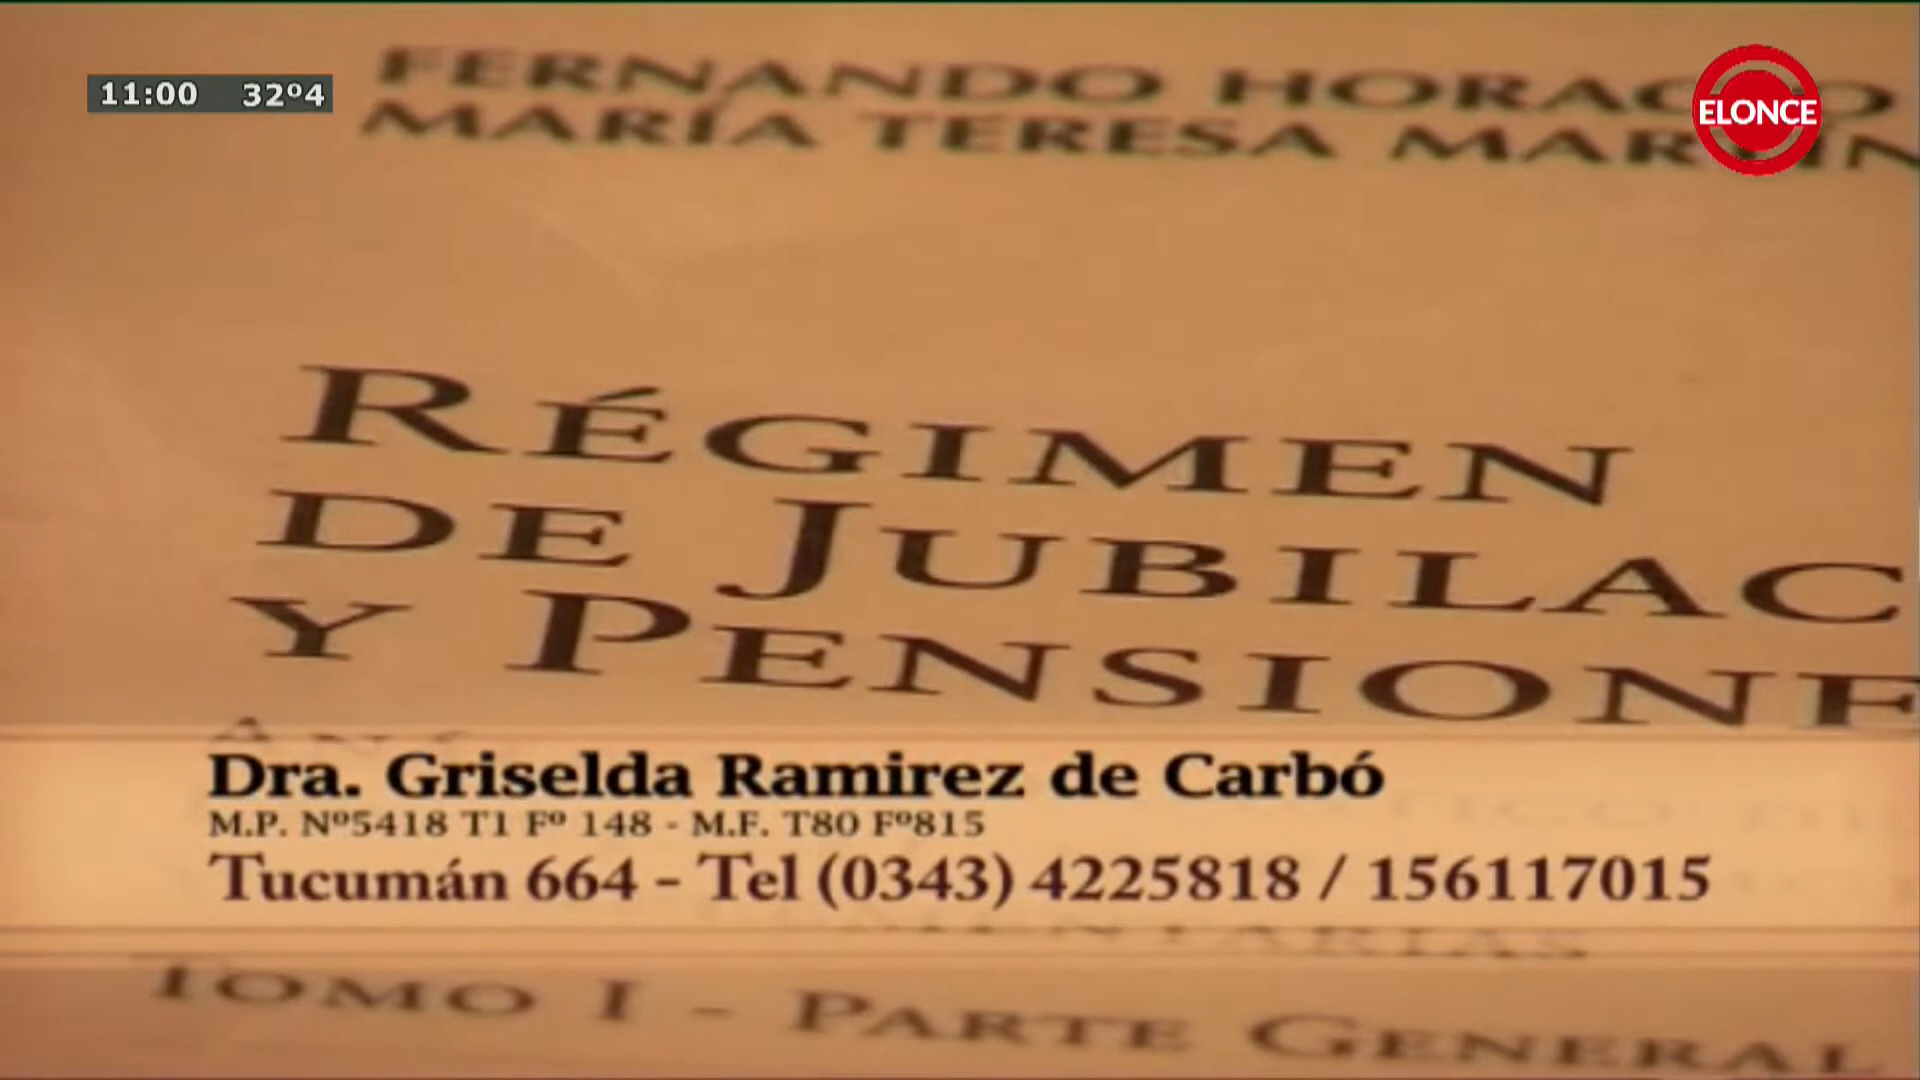 11:00 32º4
ELONCE
FERNANDO HORACIO
MARÍA TERESA MARTÍN
RÉGIMEN
DE JUBILAC
Y PENSIONE
Dra. Griselda Ramirez de Carbó
M.P. Nº5418 T1 Fº 148 - M.F. T80 Fº815
Tucumán 664 - Tel (0343) 4225818 / 156117015
TOMO I - PARTE GENERAL